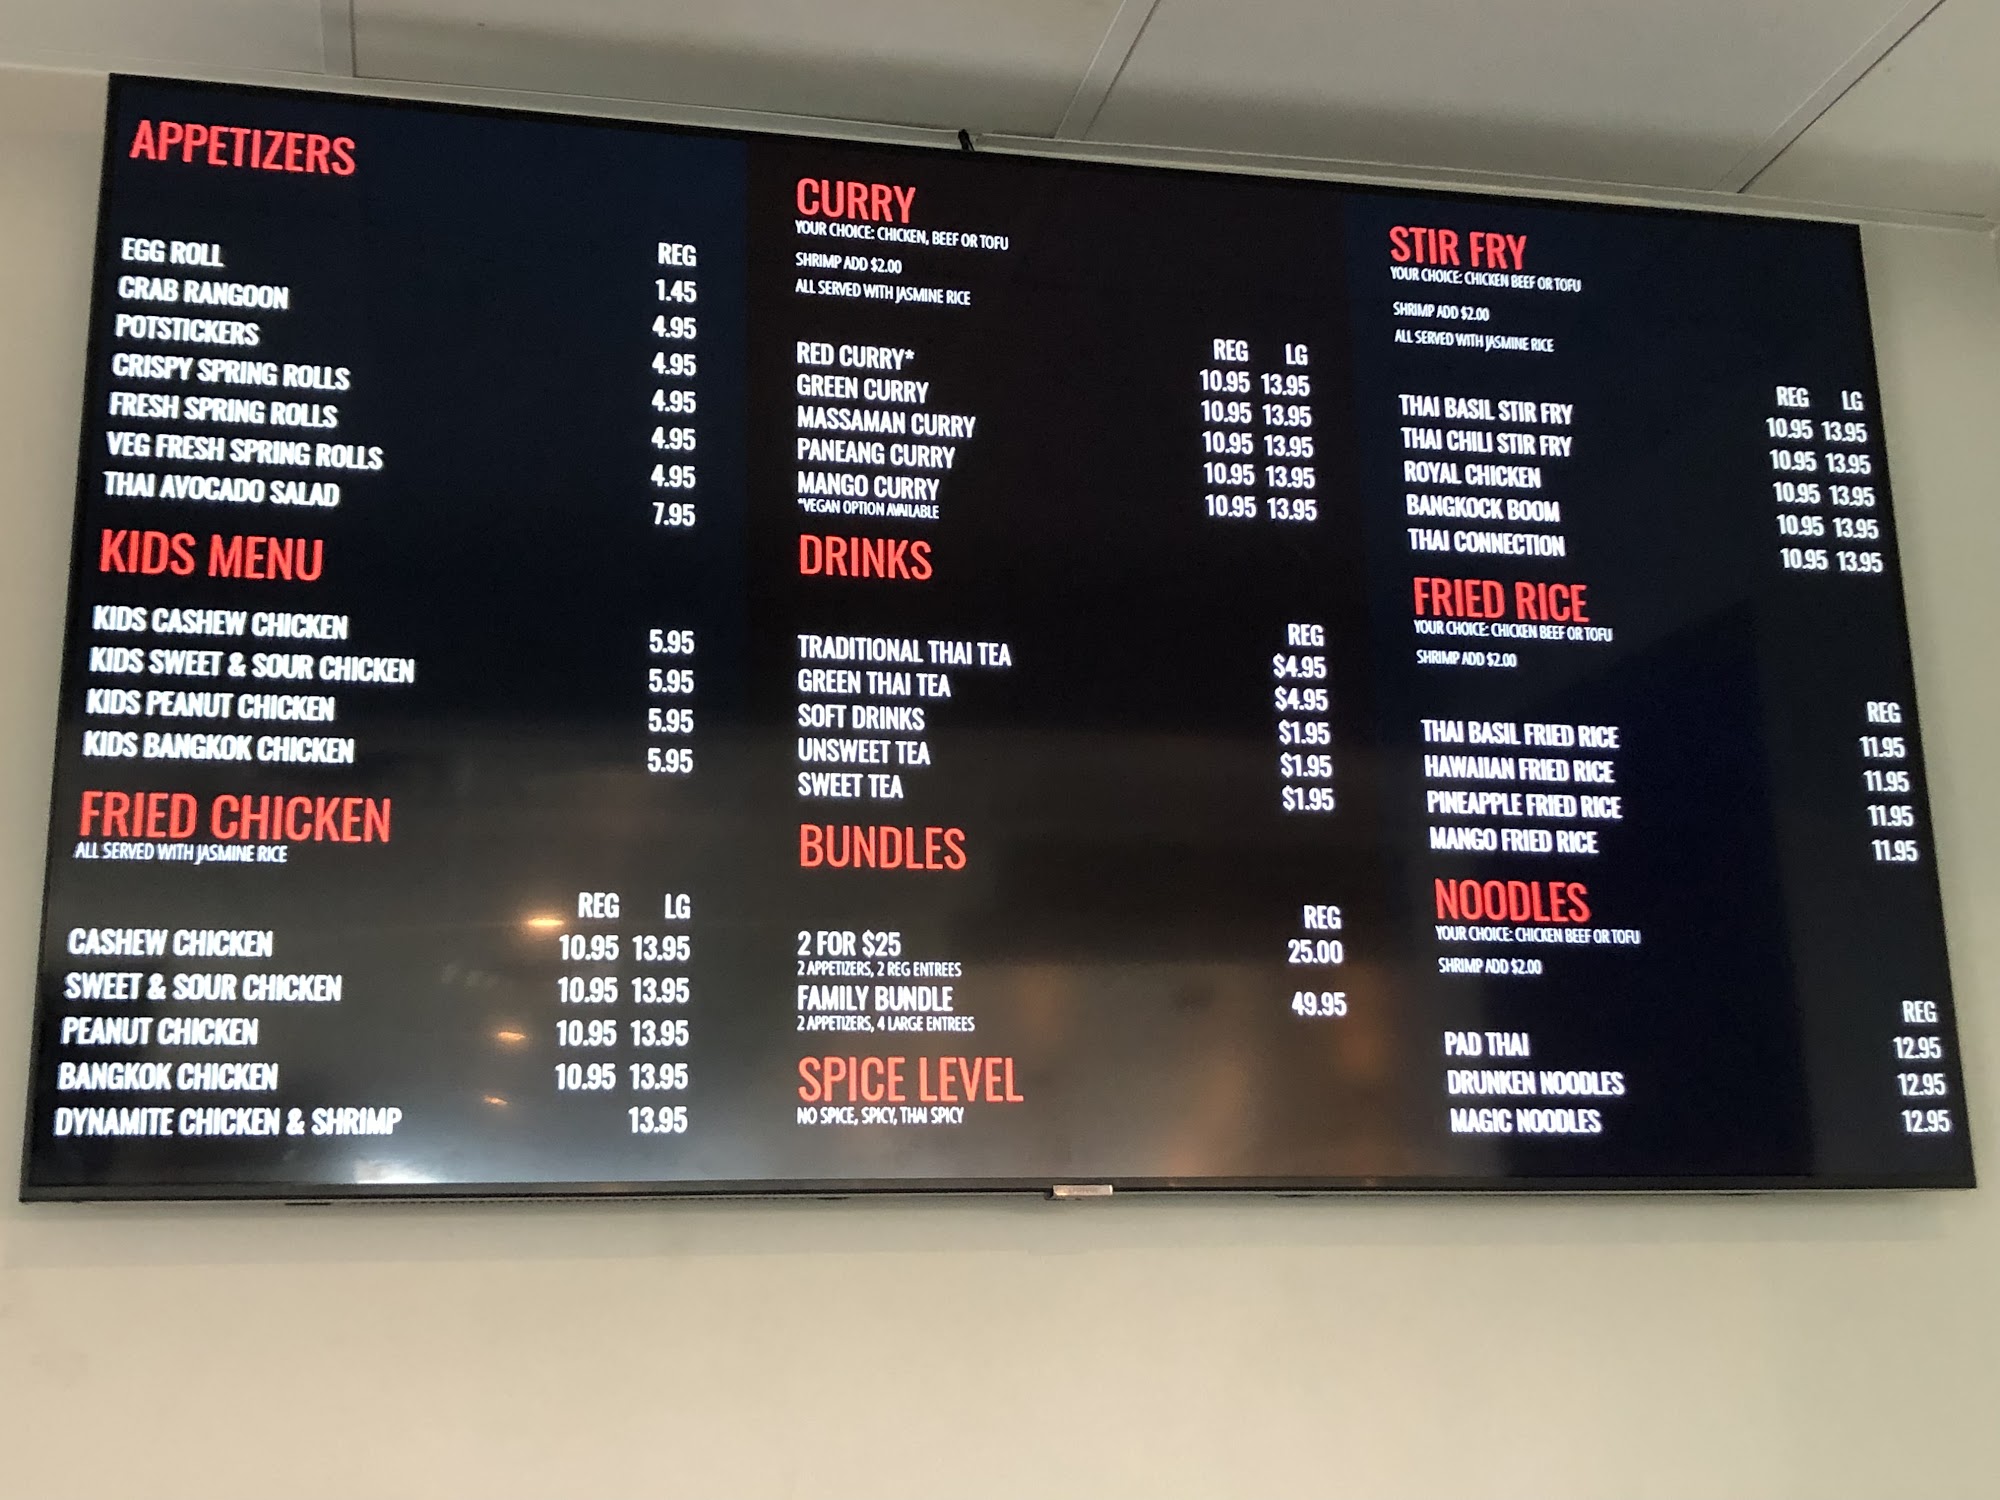 APPETIZERS
REG
EGG ROLL 1.45
CRAB RANGOON 4.95
POTSTICKERS 4.95
CRISPY SPRING ROLLS 4.95
FRESH SPRING ROLLS 4.95
VEG FRESH SPRING ROLLS 4.95
THAI AVOCADO SALAD 7.95
KIDS MENU
KIDS CASHEW CHICKEN 5.95
KIDS SWEET & SOUR CHICKEN 5.95
KIDS PEANUT CHICKEN 5.95
KIDS BANGKOK CHICKEN 5.95
FRIED CHICKEN
ALL SERVED WITH JASMINE RICE
REG LG
CASHEW CHICKEN 10.95 13.95
SWEET & SOUR CHICKEN 10.95 13.95
PEANUT CHICKEN 10.95 13.95
BANGKOK CHICKEN 10.95 13.95
DYNAMITE CHICKEN & SHRIMP 13.95
CURRY
YOUR CHOICE: CHICKEN, BEEF OR TOFU
SHRIMP ADD $2.00
ALL SERVED WITH JASMINE RICE
REG LG
RED CURRY* 10.95 13.95
GREEN CURRY 10.95 13.95
MASSAMAN CURRY 10.95 13.95
PANEANG CURRY 10.95 13.95
MANGO CURRY 10.95 13.95
*VEGAN OPTION AVAILABLE
DRINKS
REG
TRADITIONAL THAI TEA $4.95
GREEN THAI TEA $4.95
SOFT DRINKS $1.95
UNSWEET TEA $1.95
SWEET TEA $1.95
BUNDLES
REG
2 FOR $25 25.00
2 APPETIZERS, 2 REG ENTREES
FAMILY BUNDLE 49.95
2 APPETIZERS, 4 LARGE ENTREES
SPICE LEVEL
NO SPICE, SPICY, THAI SPICY
STIR FRY
YOUR CHOICE: CHICKEN BEEF OR TOFU
SHRIMP ADD $2.00
ALL SERVED WITH JASMINE RICE
REG LG
THAI BASIL STIR FRY 10.95 13.95
THAI CHILI STIR FRY 10.95 13.95
ROYAL CHICKEN 10.95 13.95
BANGKOCK BOOM 10.95 13.95
THAI CONNECTION 10.95 13.95
FRIED RICE
YOUR CHOICE: CHICKEN BEEF OR TOFU
SHRIMP ADD $2.00
REG
THAI BASIL FRIED RICE 11.95
HAWAIIAN FRIED RICE 11.95
PINEAPPLE FRIED RICE 11.95
MANGO FRIED RICE 11.95
NOODLES
YOUR CHOICE: CHICKEN BEEF OR TOFU
SHRIMP ADD $2.00
REG
PAD THAI 12.95
DRUNKEN NOODLES 12.95
MAGIC NOODLES 12.95